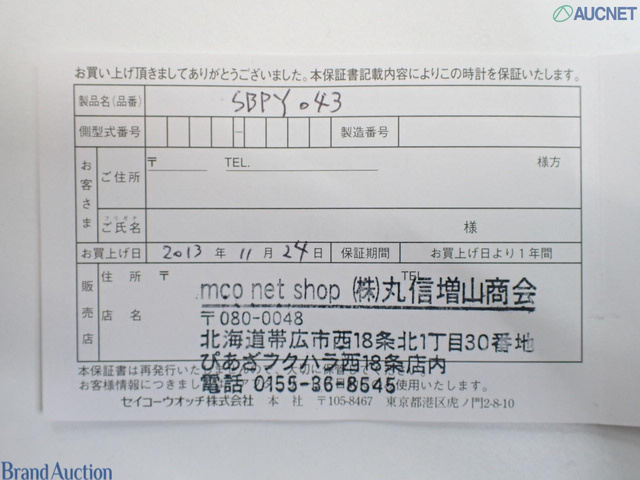 AUCNET
お買い上げ頂きましてありがとうございました。本保証書記載内容によりこの時計を保証いたします。
製品名(品番) SBPY043
側型式番号 － 製造番号
お客さま
ご住所 〒 TEL. 様方
フリガナ
ご氏名 様
お買上げ日 2013 年 11 月 24 日 保証期間 お買上げ日より1年間
販売店
住所 〒 TEL
店名
mco net shop (株)丸信増山商会
〒080-0048
北海道帯広市西18条北1丁目30番地
ぴあざフクハラ西18条店内
電話 0155-36-8545
本保証書は再発行いた
お客様情報につきまし 使用いたします。
セイコーウオッチ株式会社 本 社 〒105-8467 東京都港区虎ノ門2-8-10
Brand Auction